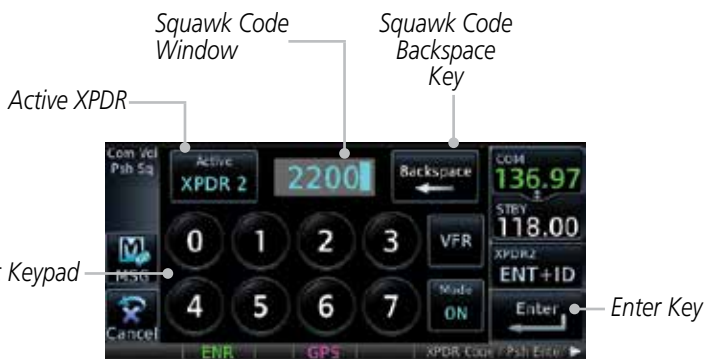 Squawk Code
Window
Squawk Code
Backspace
Key
Active XPDR
Com Vol
Psh Sq
Active
XPDR 2
2200
Backspace
COM
136.97
STBY
118.00
0
1
2
3
VFR
XPDR2
ENT+ID
Keypad
MSG
4
5
6
7
Mode
ON
Enter
Enter Key
Cancel
ENR
GPS
XPDR Code / Psh Enter